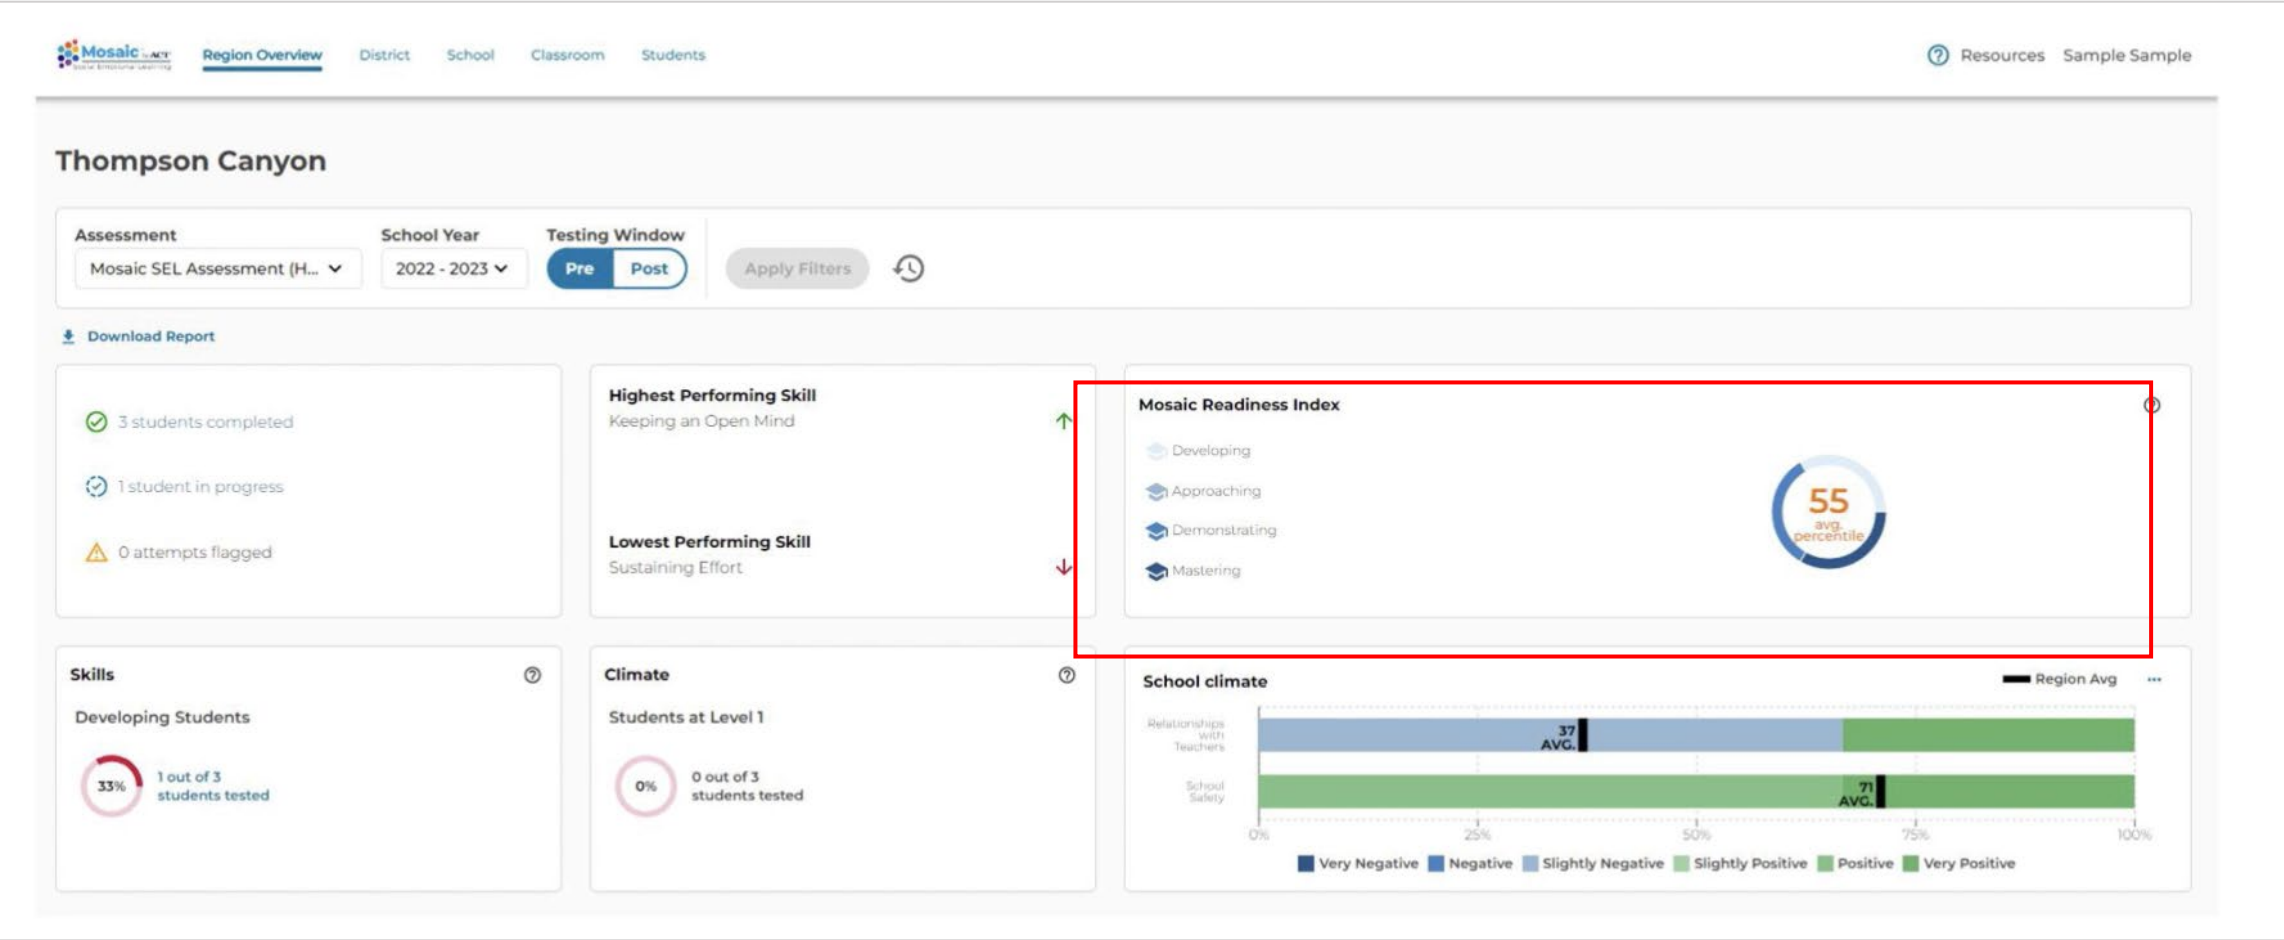 Mosaic by ACT
Social Emotional Learning
Region Overview
District
School
Classroom
Students
Resources
Sample Sample
Thompson Canyon
Assessment
Mosaic SEL Assessment (H...
School Year
2022 - 2023
Testing Window
Pre
Post
Apply Filters
Download Report
3 students completed
1 student in progress
0 attempts flagged
Highest Performing Skill
Keeping an Open Mind
Lowest Performing Skill
Sustaining Effort
Mosaic Readiness Index
Developing
Approaching
Demonstrating
Mastering
55
avg.
percentile
Skills
Developing Students
33%
1 out of 3
students tested
Climate
Students at Level 1
0%
0 out of 3
students tested
School climate
Region Avg
Relationships
with
Teachers
37
AVG.
School
Safety
71
AVG.
0%
25%
50%
75%
100%
Very Negative
Negative
Slightly Negative
Slightly Positive
Positive
Very Positive